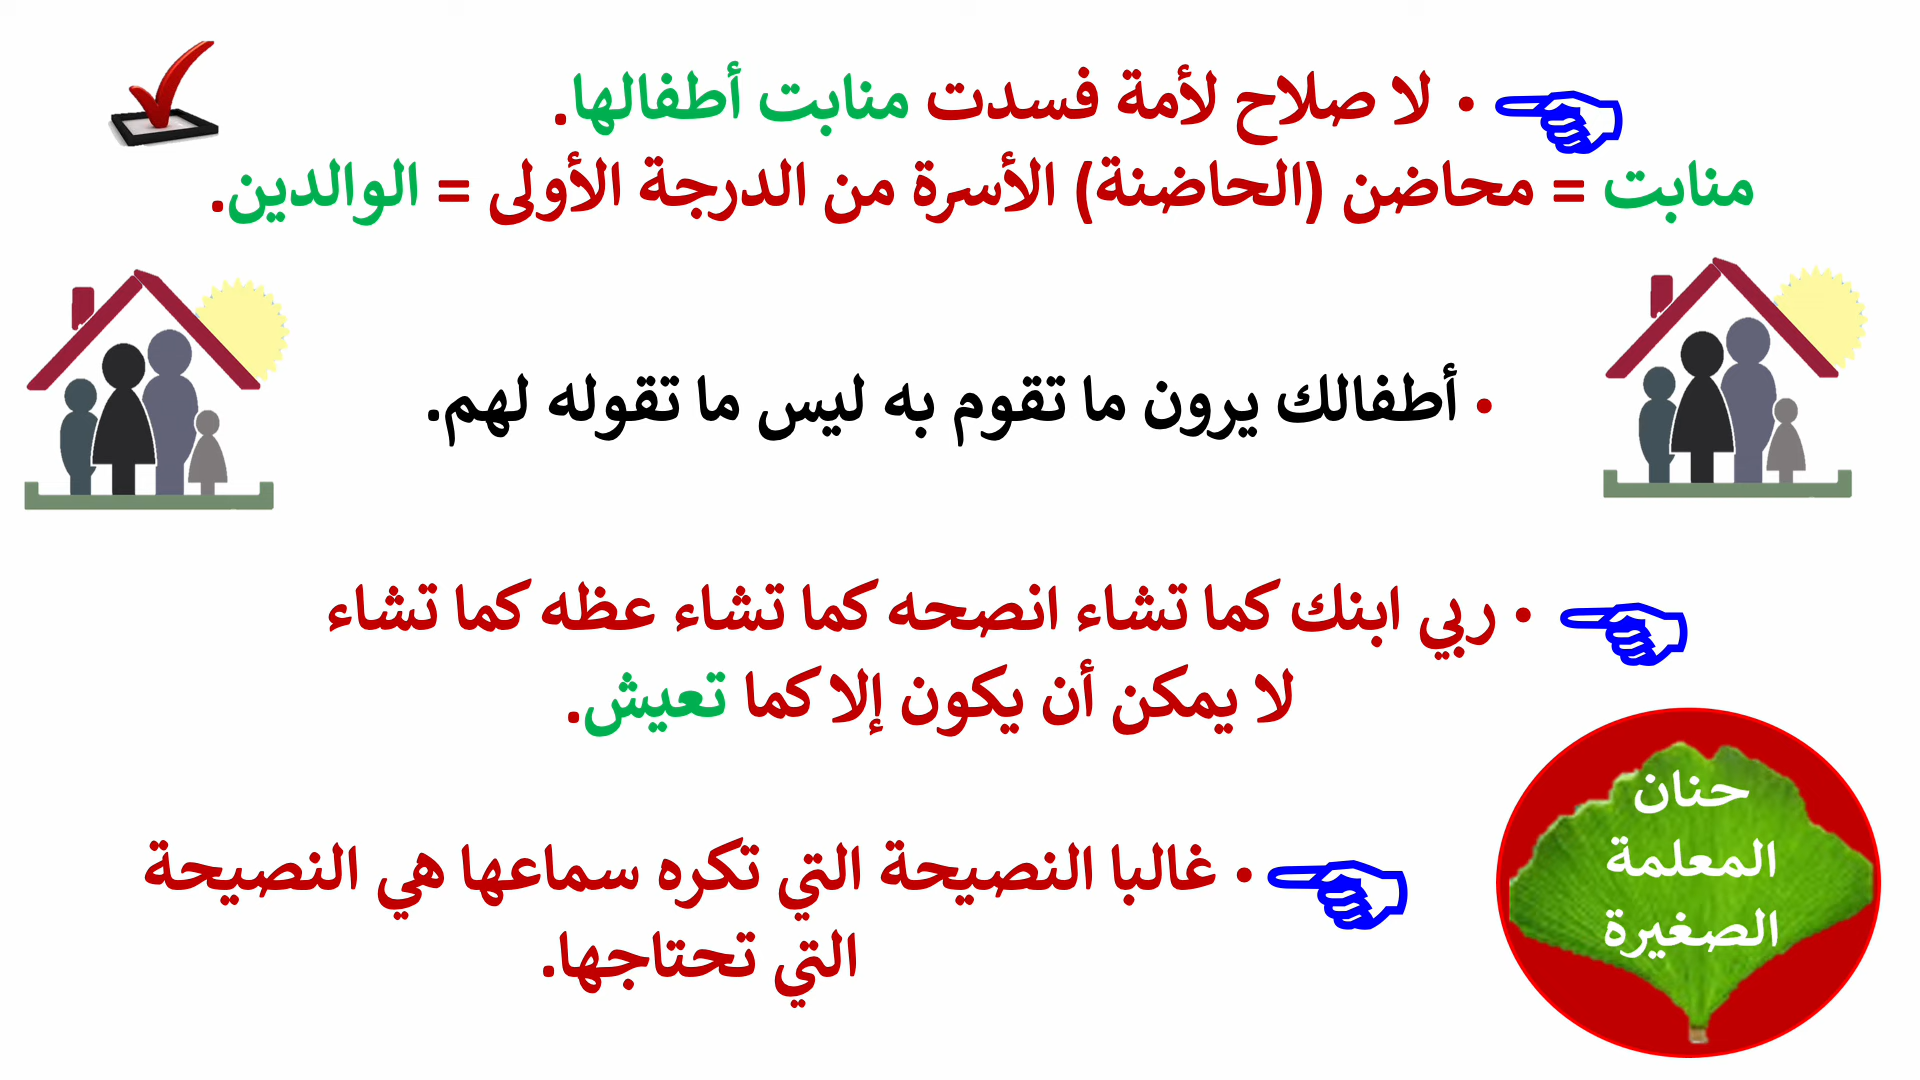 • لا صلاح لأمة فسدت منابت أطفالها.
منابت = محاضن (الحاضنة) الأسرة من الدرجة الأولى = الوالدين.
• أطفالك يرون ما تقوم به ليس ما تقوله لهم.
• ربي ابنك كما تشاء انصحه كما تشاء عظه كما تشاء
لا يمكن أن يكون إلا كما تعيش.
• غالبا النصيحة التي تكره سماعها هي النصيحة
التي تحتاجها.
حنان
المعلمة
الصغيرة